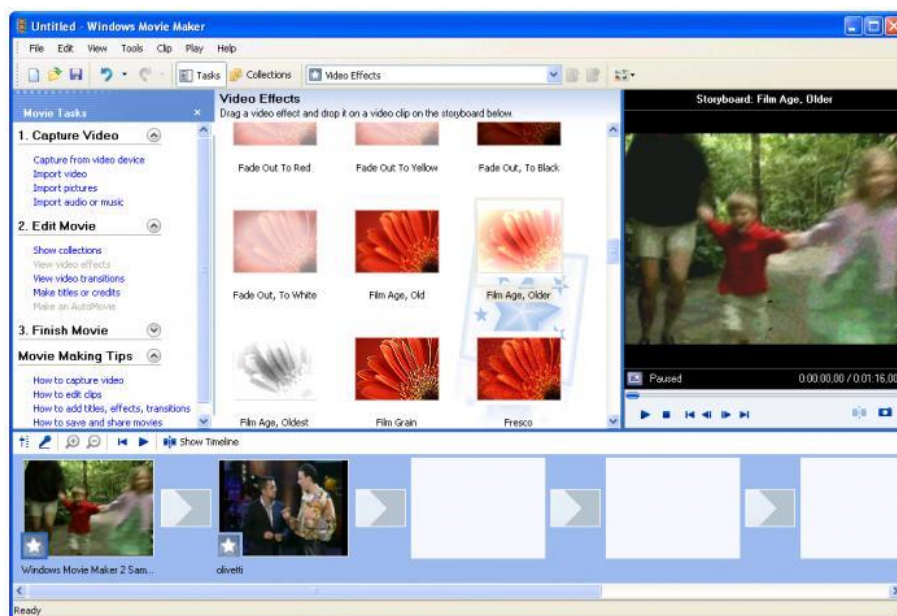 Untitled - Windows Movie Maker
File Edit View Tools Clip Play Help
Tasks Collections Video Effects
Movie Tasks
1. Capture Video
Capture from video device
Import video
Import pictures
Import audio or music
2. Edit Movie
Show collections
View video effects
View video transitions
Make titles or credits
Make an AutoMovie
3. Finish Movie
Movie Making Tips
How to capture video
How to edit clips
How to add titles, effects, transitions
How to save and share movies
Video Effects
Drag a video effect and drop it on a video clip on the storyboard below.
Fade Out To Red Fade Out To Yellow Fade Out, To Black
Fade Out, To White Film Age, Old Film Age, Older
Film Age, Oldest Film Grain Fresco
Storyboard: Film Age, Older
Paused 0:00:00,00 / 0:01:16,00
Show Timeline
Windows Movie Maker 2 Sam... olivetti
Ready